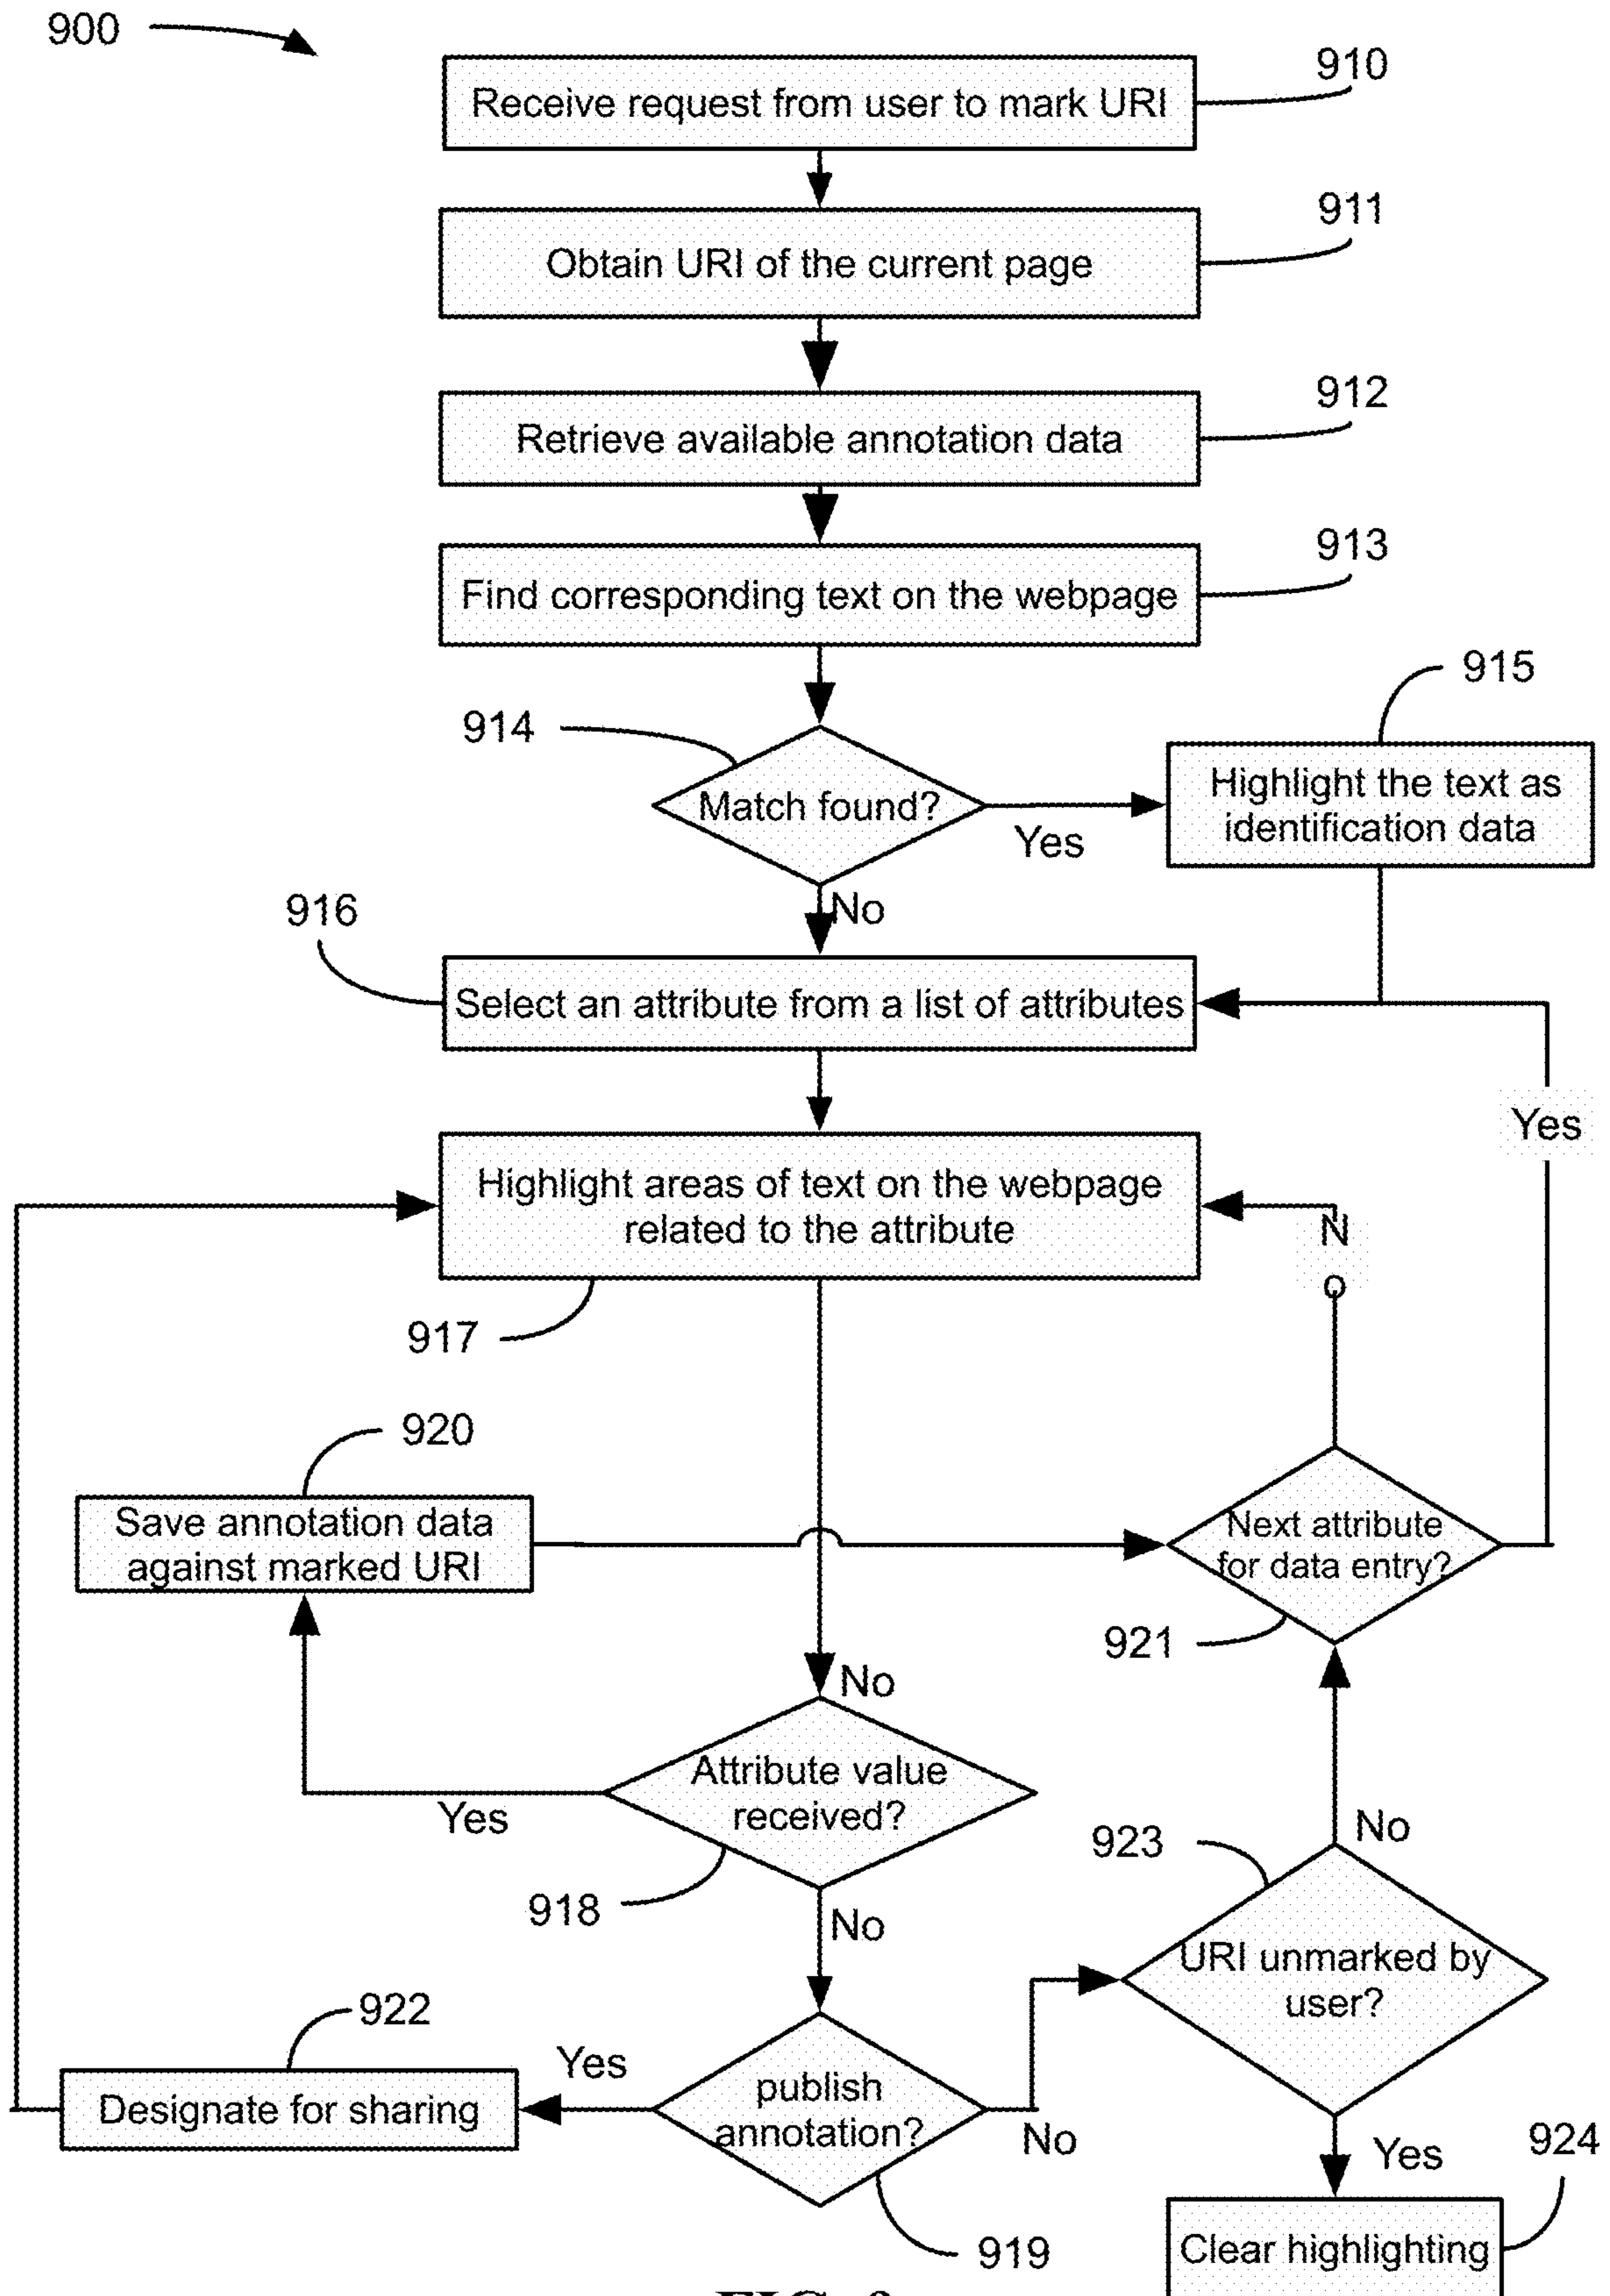 900
910
Receive request from user to mark URI
911
Obtain URI of the current page
912
Retrieve available annotation data
913
Find corresponding text on the webpage
915
914
Match found?
Yes
Highlight the text as
identification data
No
916
Select an attribute from a list of attributes
Yes
Highlight areas of text on the webpage
related to the attribute
N
o
917
920
Save annotation data
against marked URI
Next attribute
for data entry?
921
No
Attribute value
received?
Yes
918
No
923
No
URI unmarked by
user?
922
Yes
Designate for sharing
publish
annotation?
No
919
Yes
924
Clear highlighting